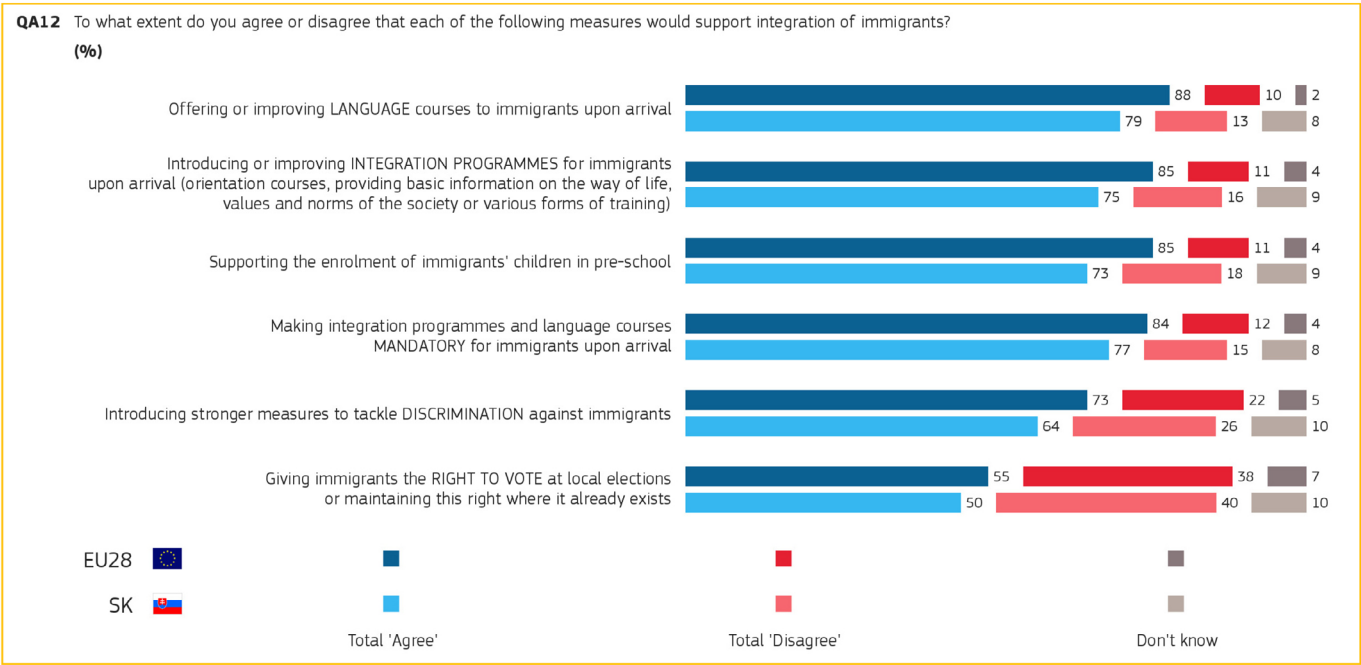 QA12 To what extent do you agree or disagree that each of the following measures would support integration of immigrants?
(%)
Offering or improving LANGUAGE courses to immigrants upon arrival
88 10 2
79 13 8
Introducing or improving INTEGRATION PROGRAMMES for immigrants
upon arrival (orientation courses, providing basic information on the way of life,
values and norms of the society or various forms of training)
85 11 4
75 16 9
Supporting the enrolment of immigrants' children in pre-school
85 11 4
73 18 9
Making integration programmes and language courses
MANDATORY for immigrants upon arrival
84 12 4
77 15 8
Introducing stronger measures to tackle DISCRIMINATION against immigrants
73 22 5
64 26 10
Giving immigrants the RIGHT TO VOTE at local elections
or maintaining this right where it already exists
55 38 7
50 40 10
EU28
SK
Total 'Agree' Total 'Disagree' Don't know